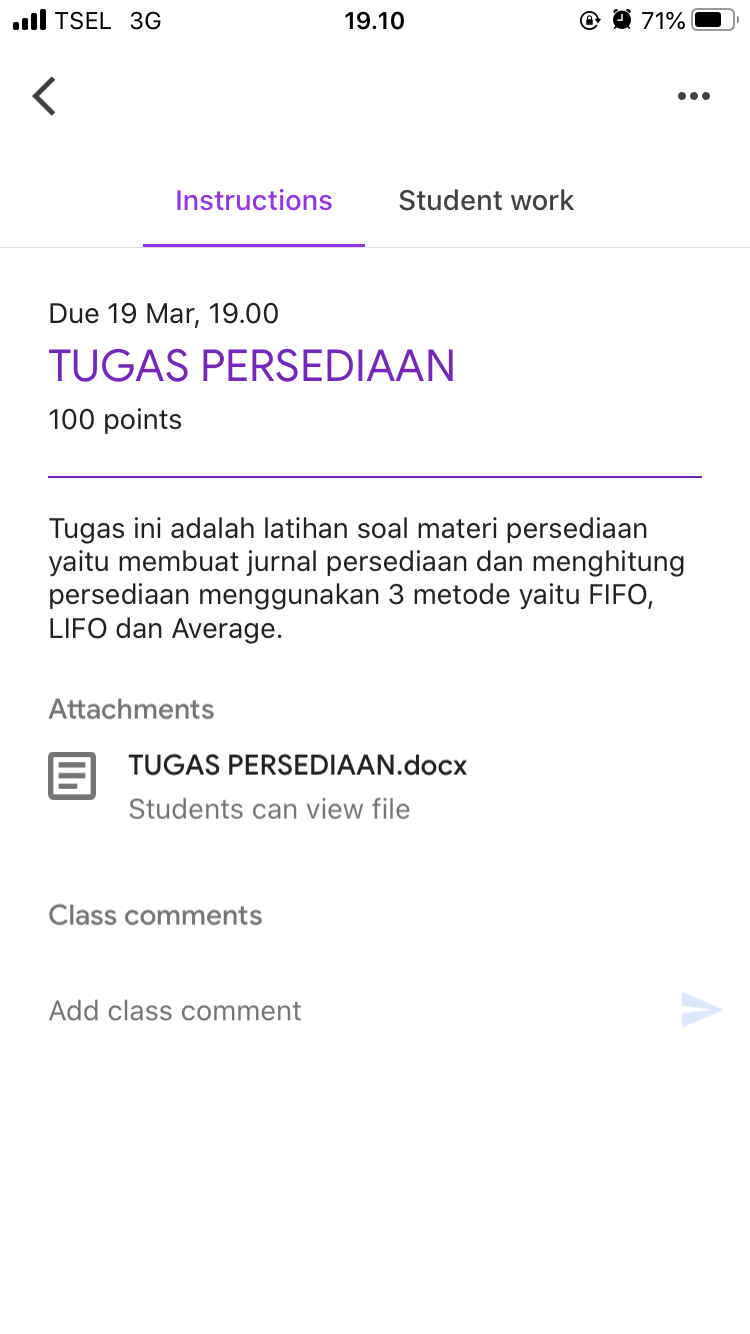 TSEL 3G 19.10 71%
Instructions Student work
Due 19 Mar, 19.00
TUGAS PERSEDIAAN
100 points
Tugas ini adalah latihan soal materi persediaan
yaitu membuat jurnal persediaan dan menghitung
persediaan menggunakan 3 metode yaitu FIFO,
LIFO dan Average.
Attachments
TUGAS PERSEDIAAN.docx
Students can view file
Class comments
Add class comment